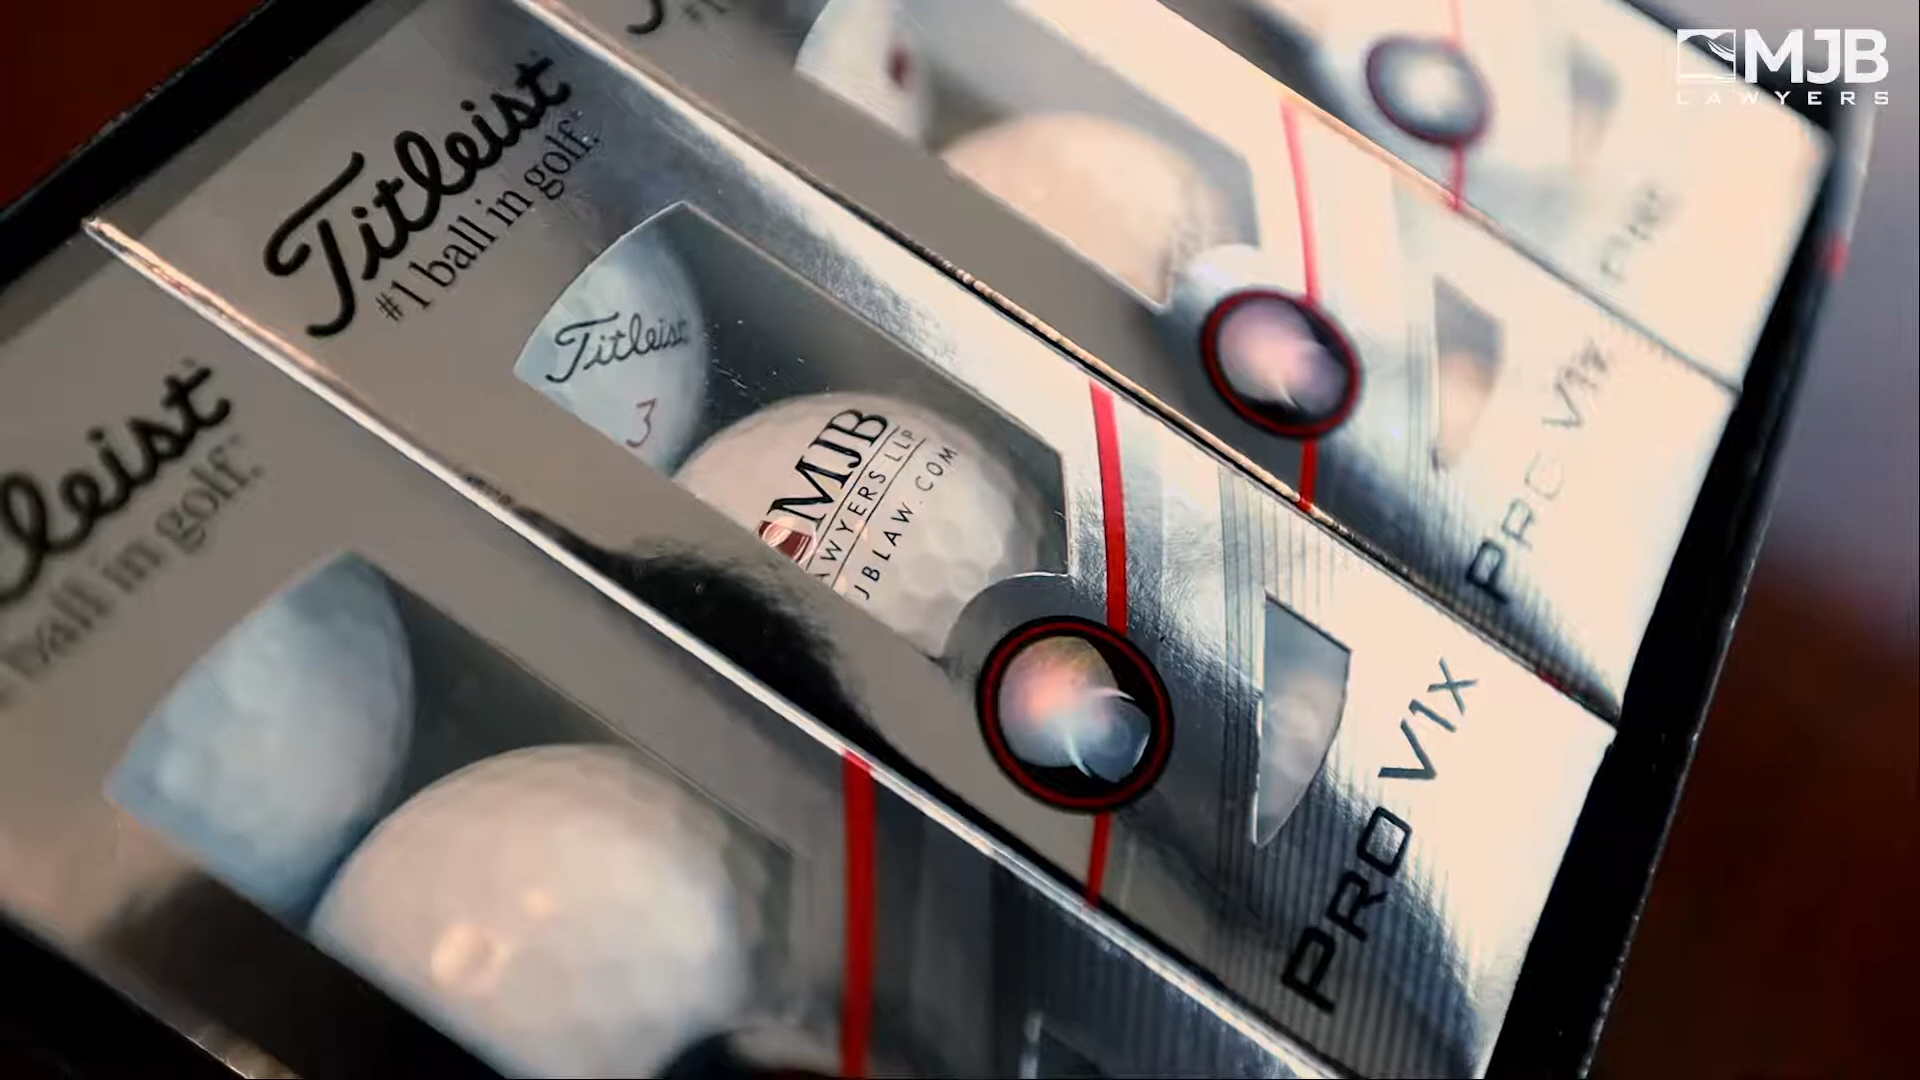 MJB
LAWYERS
Titleist
#1 ball in golf.
Titleist
3
MJB
LAWYERS LLP
JBLAW.COM
PRO V1x
leist
ball in golf.
PRO V1x